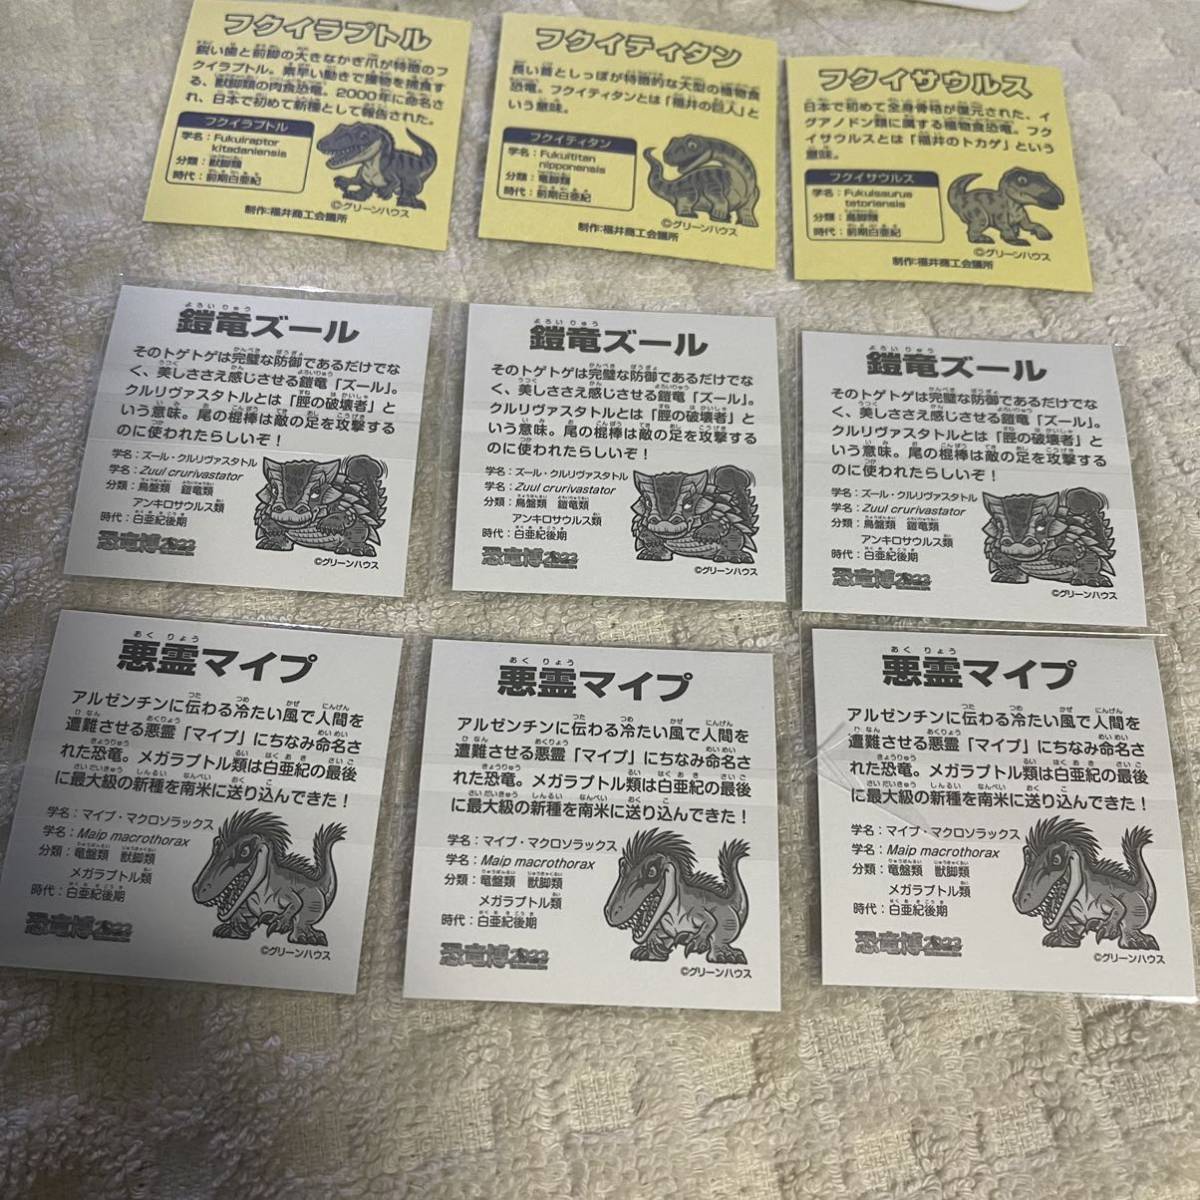 フクイラプトル
鋭い歯と前脚の大きなかぎ爪が特徴のフ
クイラプトル。素早い動きで獲物を捕食す
る、獣脚類の肉食恐竜。2000年に命名さ
れ、日本で初めて新種として報告された。
フクイラプトル
学名：Fukuiraptor
kitadaniensis
分類：獣脚類
時代：前期白亜紀
©グリーンハウス
制作:福井商工会議所
フクイティタン
長い首としっぽが特徴的な大型の植物食
恐竜。フクイティタンとは「福井の巨人」と
いう意味。
フクイティタン
学名：Fukuititan
nipponensis
分類：竜脚類
時代：前期白亜紀
©グリーンハウス
制作:福井商工会議所
フクイサウルス
日本で初めて全身骨格が復元された、イ
グアノドン類に属する植物食恐竜。フク
イサウルスとは「福井のトカゲ」という
意味。
フクイサウルス
学名：Fukuisaurus
tetoriensis
分類：鳥脚類
時代：前期白亜紀
©グリーンハウス
制作:福井商工会議所
鎧竜ズール
そのトゲトゲは完璧な防御であるだけでな
く、美しささえ感じさせる鎧竜「ズール」。
クルリヴァスタトルとは「脛の破壊者」と
いう意味。尾の棍棒は敵の足を攻撃する
のに使われたらしいぞ！
学名：ズール・クルリヴァスタトル
学名：Zuul crurivastator
分類：鳥盤類 鎧竜類
アンキロサウルス類
時代：白亜紀後期
恐竜博2023
©グリーンハウス
鎧竜ズール
そのトゲトゲは完璧な防御であるだけでな
く、美しささえ感じさせる鎧竜「ズール」。
クルリヴァスタトルとは「脛の破壊者」と
いう意味。尾の棍棒は敵の足を攻撃する
のに使われたらしいぞ！
学名：ズール・クルリヴァスタトル
学名：Zuul crurivastator
分類：鳥盤類 鎧竜類
アンキロサウルス類
時代：白亜紀後期
恐竜博2023
©グリーンハウス
鎧竜ズール
そのトゲトゲは完璧な防御であるだけでな
く、美しささえ感じさせる鎧竜「ズール」。
クルリヴァスタトルとは「脛の破壊者」と
いう意味。尾の棍棒は敵の足を攻撃する
のに使われたらしいぞ！
学名：ズール・クルリヴァスタトル
学名：Zuul crurivastator
分類：鳥盤類 鎧竜類
アンキロサウルス類
時代：白亜紀後期
恐竜博2023
©グリーンハウス
悪霊マイプ
アルゼンチンに伝わる冷たい風で人間を
遭難させる悪霊「マイプ」にちなみ命名さ
れた恐竜。メガラプトル類は白亜紀の最後
に最大級の新種を南米に送り込んできた！
学名：マイプ・マクロソラックス
学名：Maip macrothorax
分類：竜盤類 獣脚類
メガラプトル類
時代：白亜紀後期
恐竜博2023
©グリーンハウス
悪霊マイプ
アルゼンチンに伝わる冷たい風で人間を
遭難させる悪霊「マイプ」にちなみ命名さ
れた恐竜。メガラプトル類は白亜紀の最後
に最大級の新種を南米に送り込んできた！
学名：マイプ・マクロソラックス
学名：Maip macrothorax
分類：竜盤類 獣脚類
メガラプトル類
時代：白亜紀後期
恐竜博2023
©グリーンハウス
悪霊マイプ
アルゼンチンに伝わる冷たい風で人間を
遭難させる悪霊「マイプ」にちなみ命名さ
れた恐竜。メガラプトル類は白亜紀の最後
に最大級の新種を南米に送り込んできた！
学名：マイプ・マクロソラックス
学名：Maip macrothorax
分類：竜盤類 獣脚類
メガラプトル類
時代：白亜紀後期
恐竜博2023
©グリーンハウス